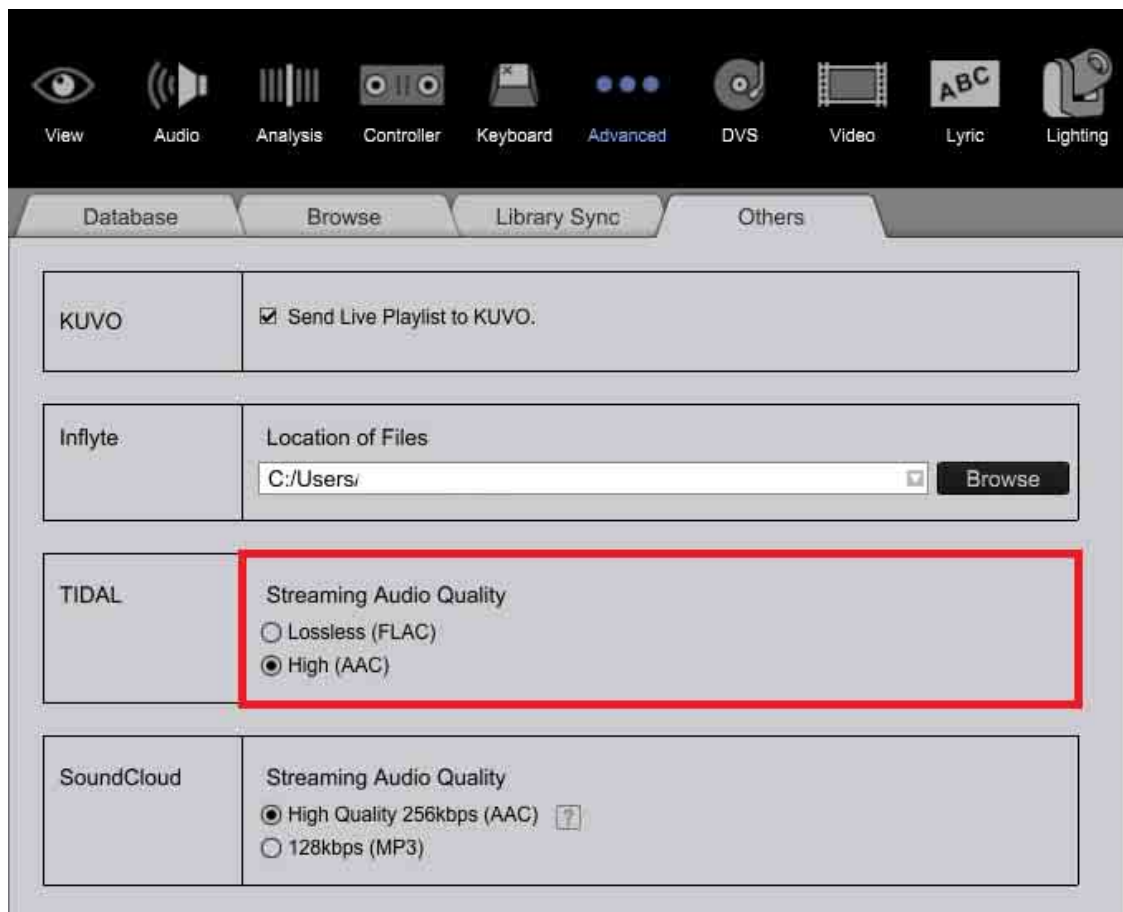 View Audio Analysis Controller Keyboard Advanced DVS Video ABC Lyric Lighting
Database Browse Library Sync Others
KUVO
Send Live Playlist to KUVO.
Inflyte
Location of Files
C:/Users/
Browse
TIDAL
Streaming Audio Quality
Lossless (FLAC)
High (AAC)
SoundCloud
Streaming Audio Quality
High Quality 256kbps (AAC) ?
128kbps (MP3)